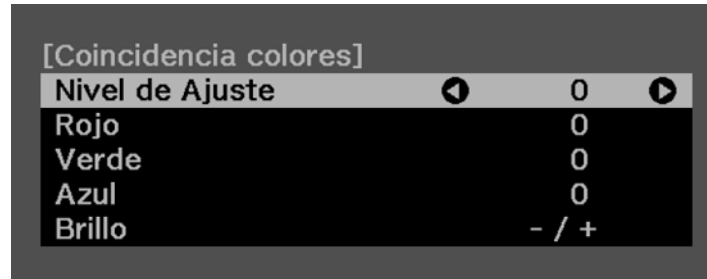 [Coincidencia colores]
Nivel de Ajuste 0
Rojo 0
Verde 0
Azul 0
Brillo - / +